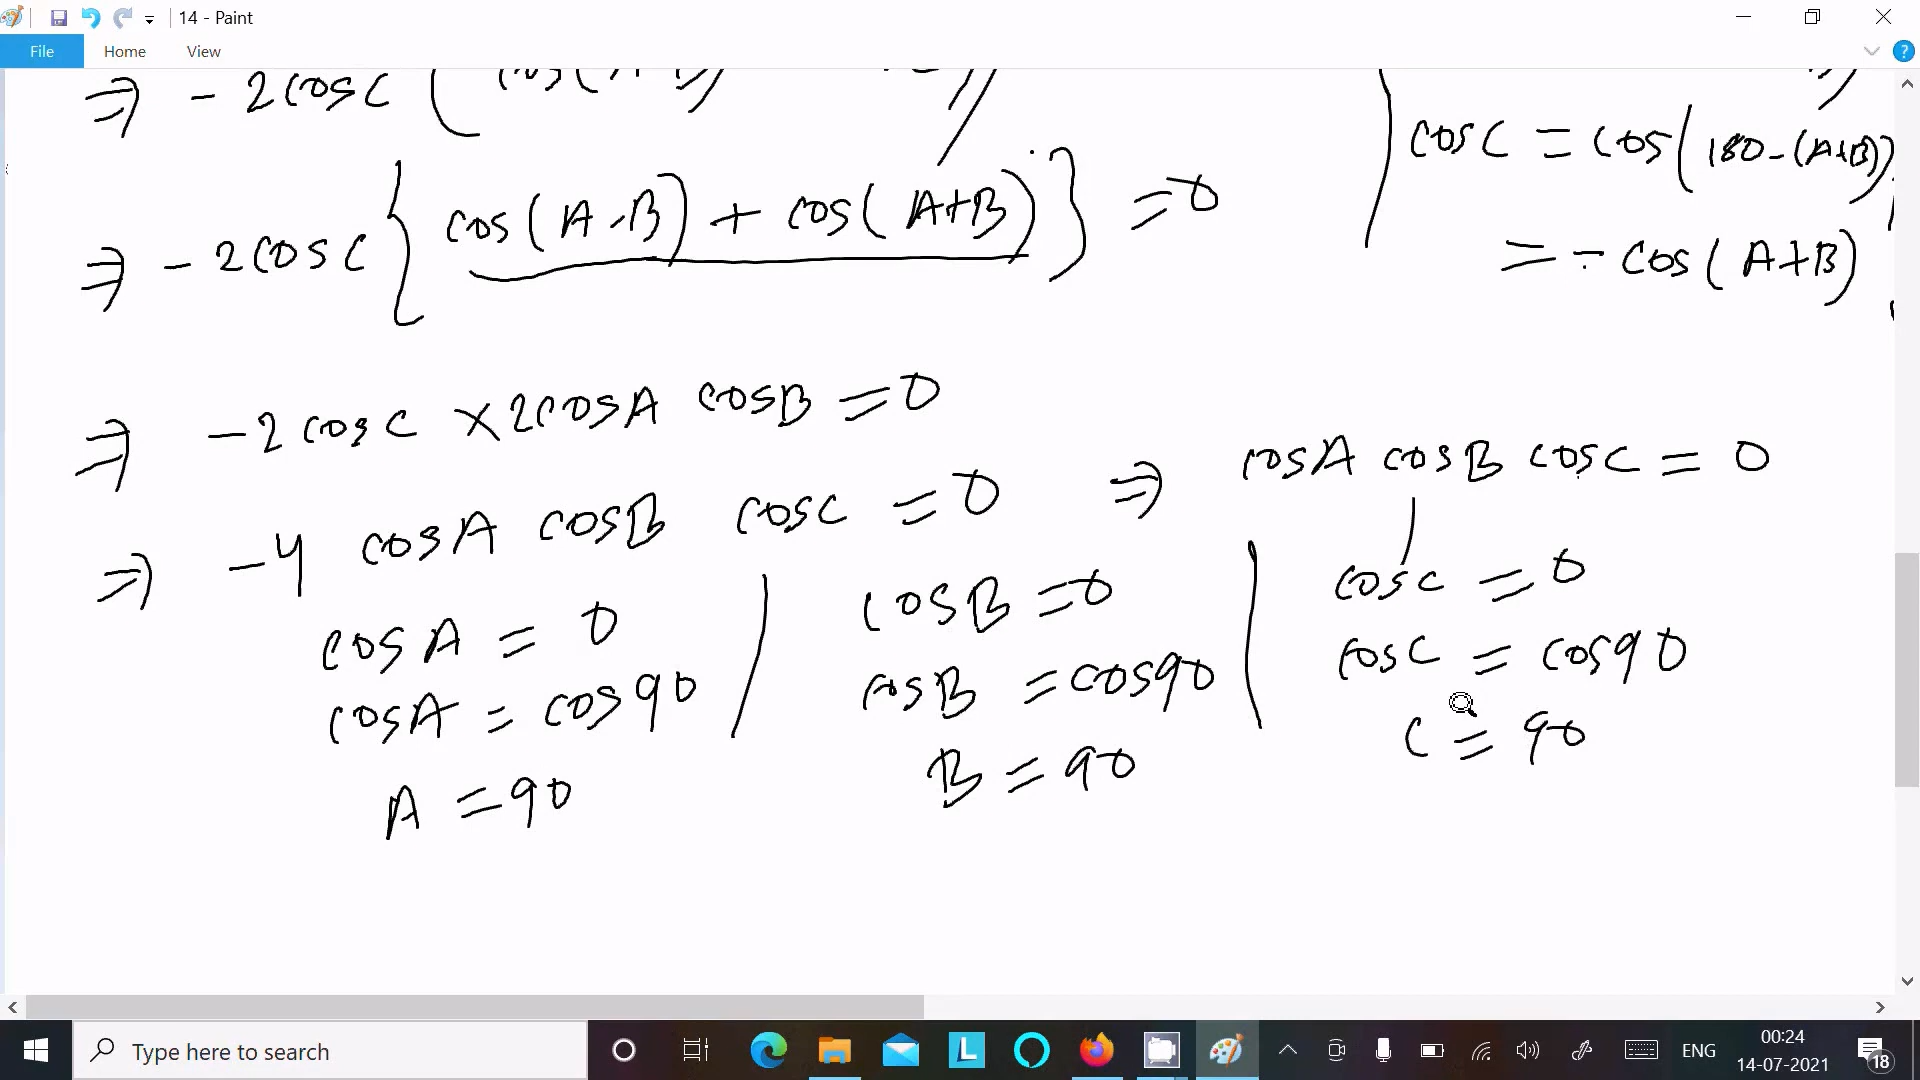 14 - Paint
File Home View
⇒ -2cosC (
cosC = cos(180-(A+B))
⇒ -2cosC {cos(A-B) + cos(A+B)} = 0
= - cos(A+B)
⇒ -2cosC ×2cosA cosB = 0
⇒ -4 cosA cosB cosC = 0 ⇒ cosA cosB cosC = 0
cosA = 0 cosB = 0 cosC = 0
cosA = cos90 cosB = cos90 cosC = cos90
A = 90 B = 90 C = 90
Type here to search
ENG
00:24
14-07-2021
18